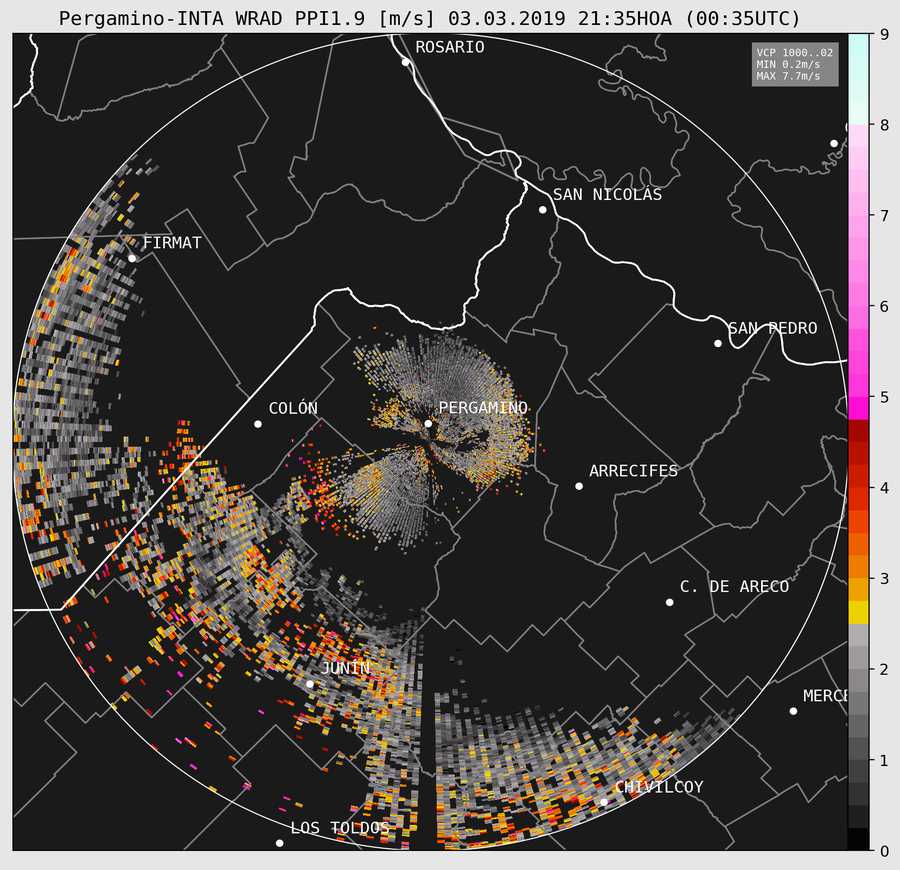 Pergamino-INTA WRAD PPI1.9 [m/s] 03.03.2019 21:35HOA (00:35UTC)
VCP 1000..02
MIN 0.2m/s
MAX 7.7m/s
9
8
7
6
5
4
3
2
1
0
ROSARIO
SAN NICOLÁS
FIRMAT
SAN PEDRO
COLÓN
PERGAMINO
ARRECIFES
C. DE ARECO
JUNÍN
MERCE
CHIVILCOY
LOS TOLDOS